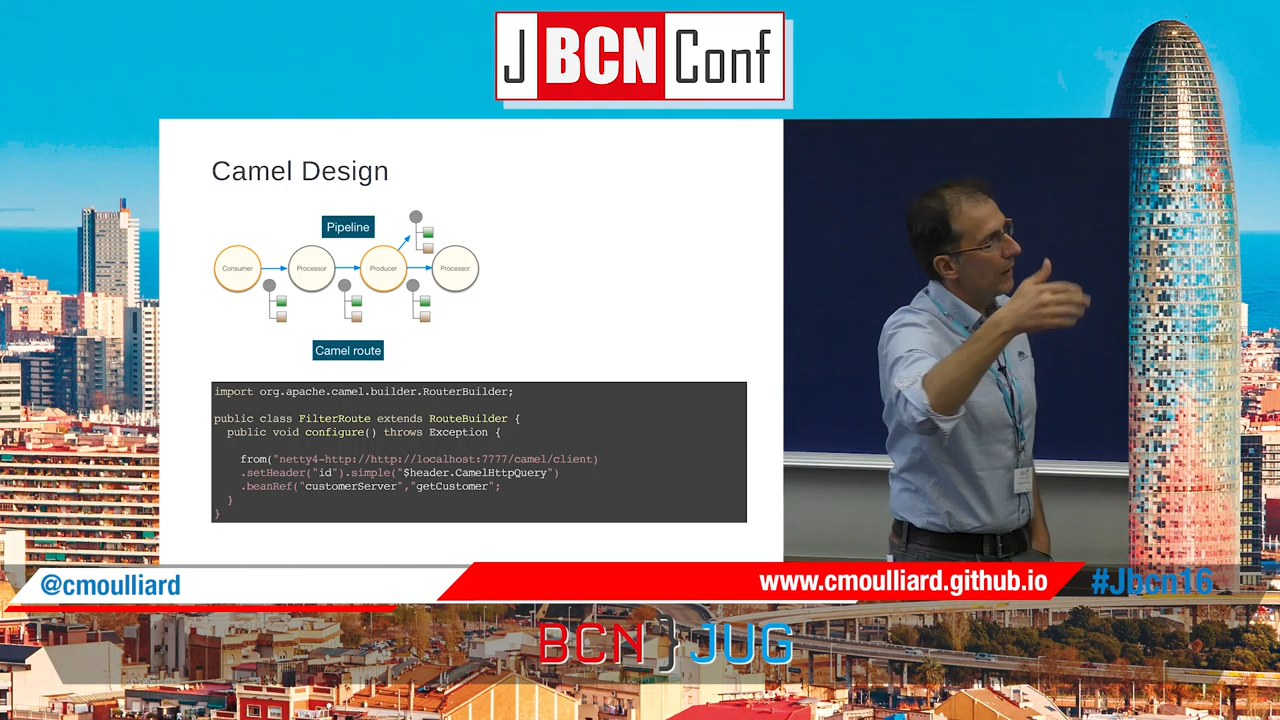 J BCN Conf
Camel Design
Pipeline
Consumer
Processor
Producer
Processor
Camel route
import org.apache.camel.builder.RouterBuilder;
public class FilterRoute extends RouteBuilder {
public void configure() throws Exception {
from("netty4-http://http://localhost:7777/camel/client)
.setHeader("id").simple("$header.CamelHttpQuery")
.beanRef("customerServer","getCustomer";
}
}
@cmoulliard
www.cmoulliard.github.io
#Jbcn16
BCN JUG